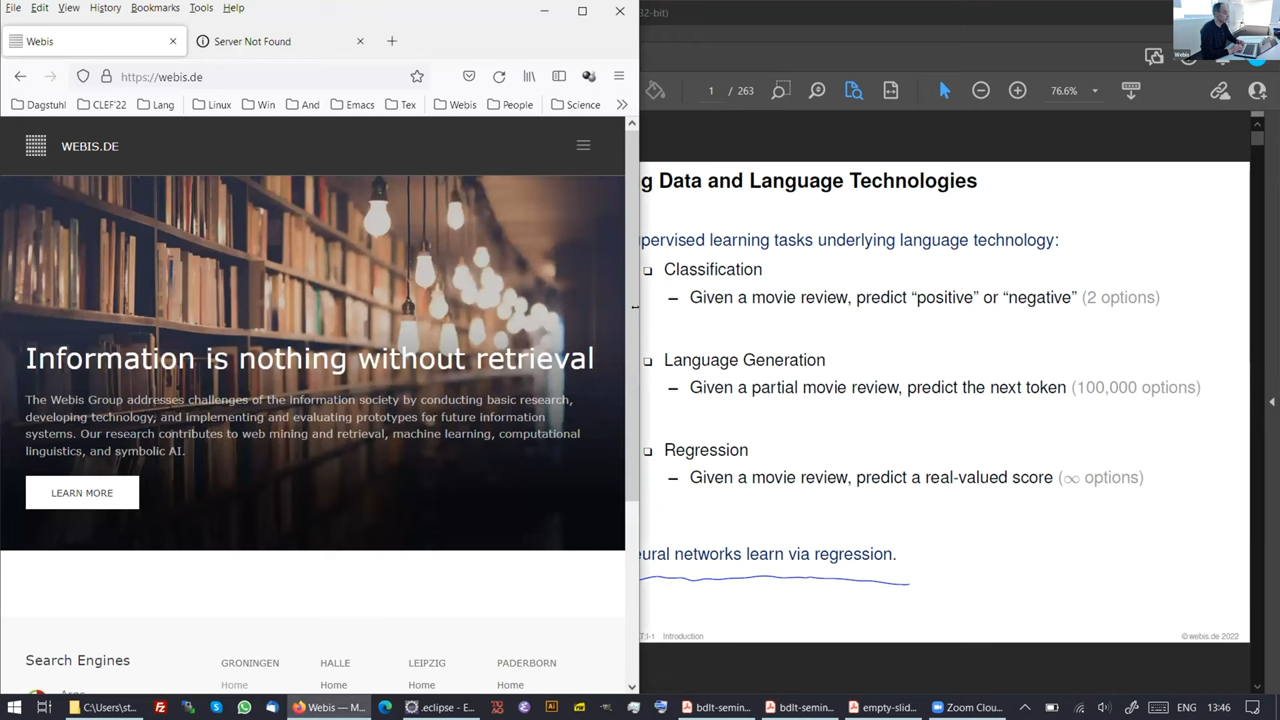 File Edit View History Bookmarks Tools Help
Webis
Server Not Found
https://webis.de
Dagstuhl CLEF'22 Lang Linux Win And Emacs Tex Webis People Science
WEBIS.DE
Information is nothing without retrieval
The Webis Group addresses challenges of the information society by conducting basic research,
developing technology, and implementing and evaluating prototypes for future information
systems. Our research contributes to web mining and retrieval, machine learning, computational
linguistics, and symbolic AI.
LEARN MORE
Search Engines
GRONINGEN HALLE LEIPZIG PADERBORN
Home Home Home Home
Args
32-bit)
Webis
1 / 263
76.6%
g Data and Language Technologies
pervised learning tasks underlying language technology:
Classification
– Given a movie review, predict “positive” or “negative” (2 options)
Language Generation
– Given a partial movie review, predict the next token (100,000 options)
Regression
– Given a movie review, predict a real-valued score (∞ options)
eural networks learn via regression.
T:I-1 Introduction
© webis.de 2022
C:\Users\st...
Webis — M...
.eclipse - E...
bdlt-semin...
bdlt-semin...
empty-slid...
Zoom Clou...
ENG 13:46